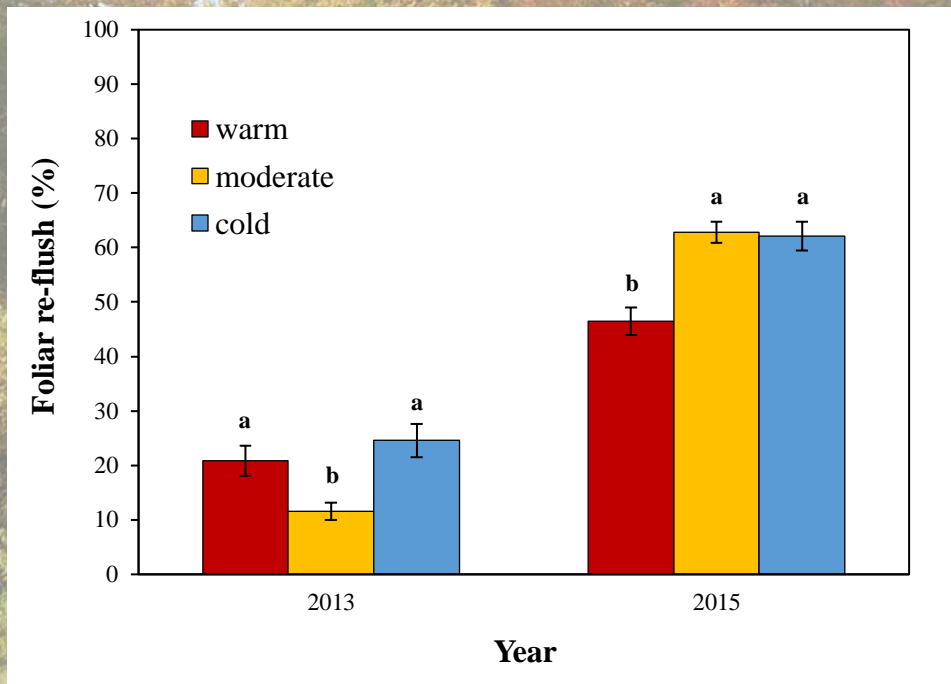 100
90
80
70
60
50
40
30
20
10
0
Foliar re-flush (%)
warm
moderate
cold
a
b
a
b
a
a
2013
2015
Year